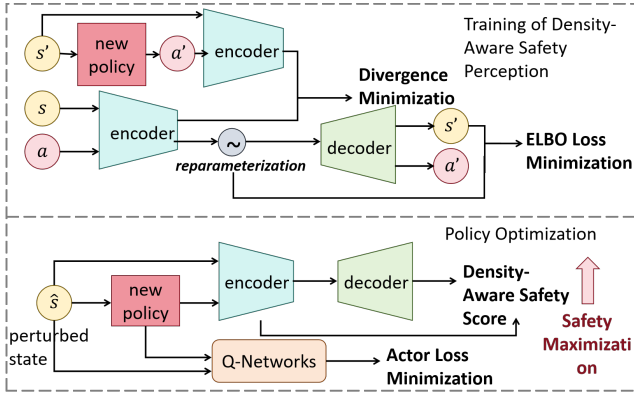 Training of Density-
Aware Safety
Perception
s'
new
policy
a'
encoder
Divergence
Minimizatio
s
a
encoder
~
reparameterization
decoder
s'
a'
ELBO Loss
Minimization
Policy Optimization
ŝ
perturbed
state
new
policy
encoder
decoder
Density-
Aware Safety
Score
Safety
Maximizati
on
Q-Networks
Actor Loss
Minimization